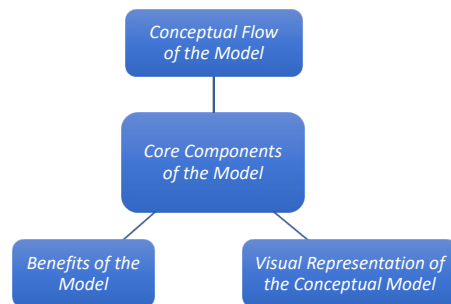 Conceptual Flow
of the Model
Core Components
of the Model
Benefits of the
Model
Visual Representation of
the Conceptual Model